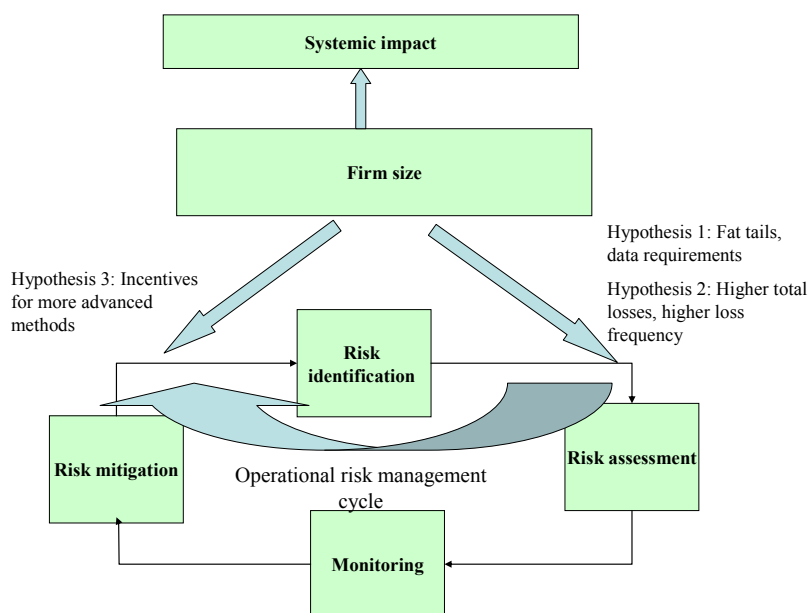 Systemic impact
Firm size
Hypothesis 1: Fat tails,
data requirements
Hypothesis 3: Incentives
for more advanced
methods
Hypothesis 2: Higher total
losses, higher loss
frequency
Risk
identification
Risk mitigation
Risk assessment
Operational risk management
cycle
Monitoring